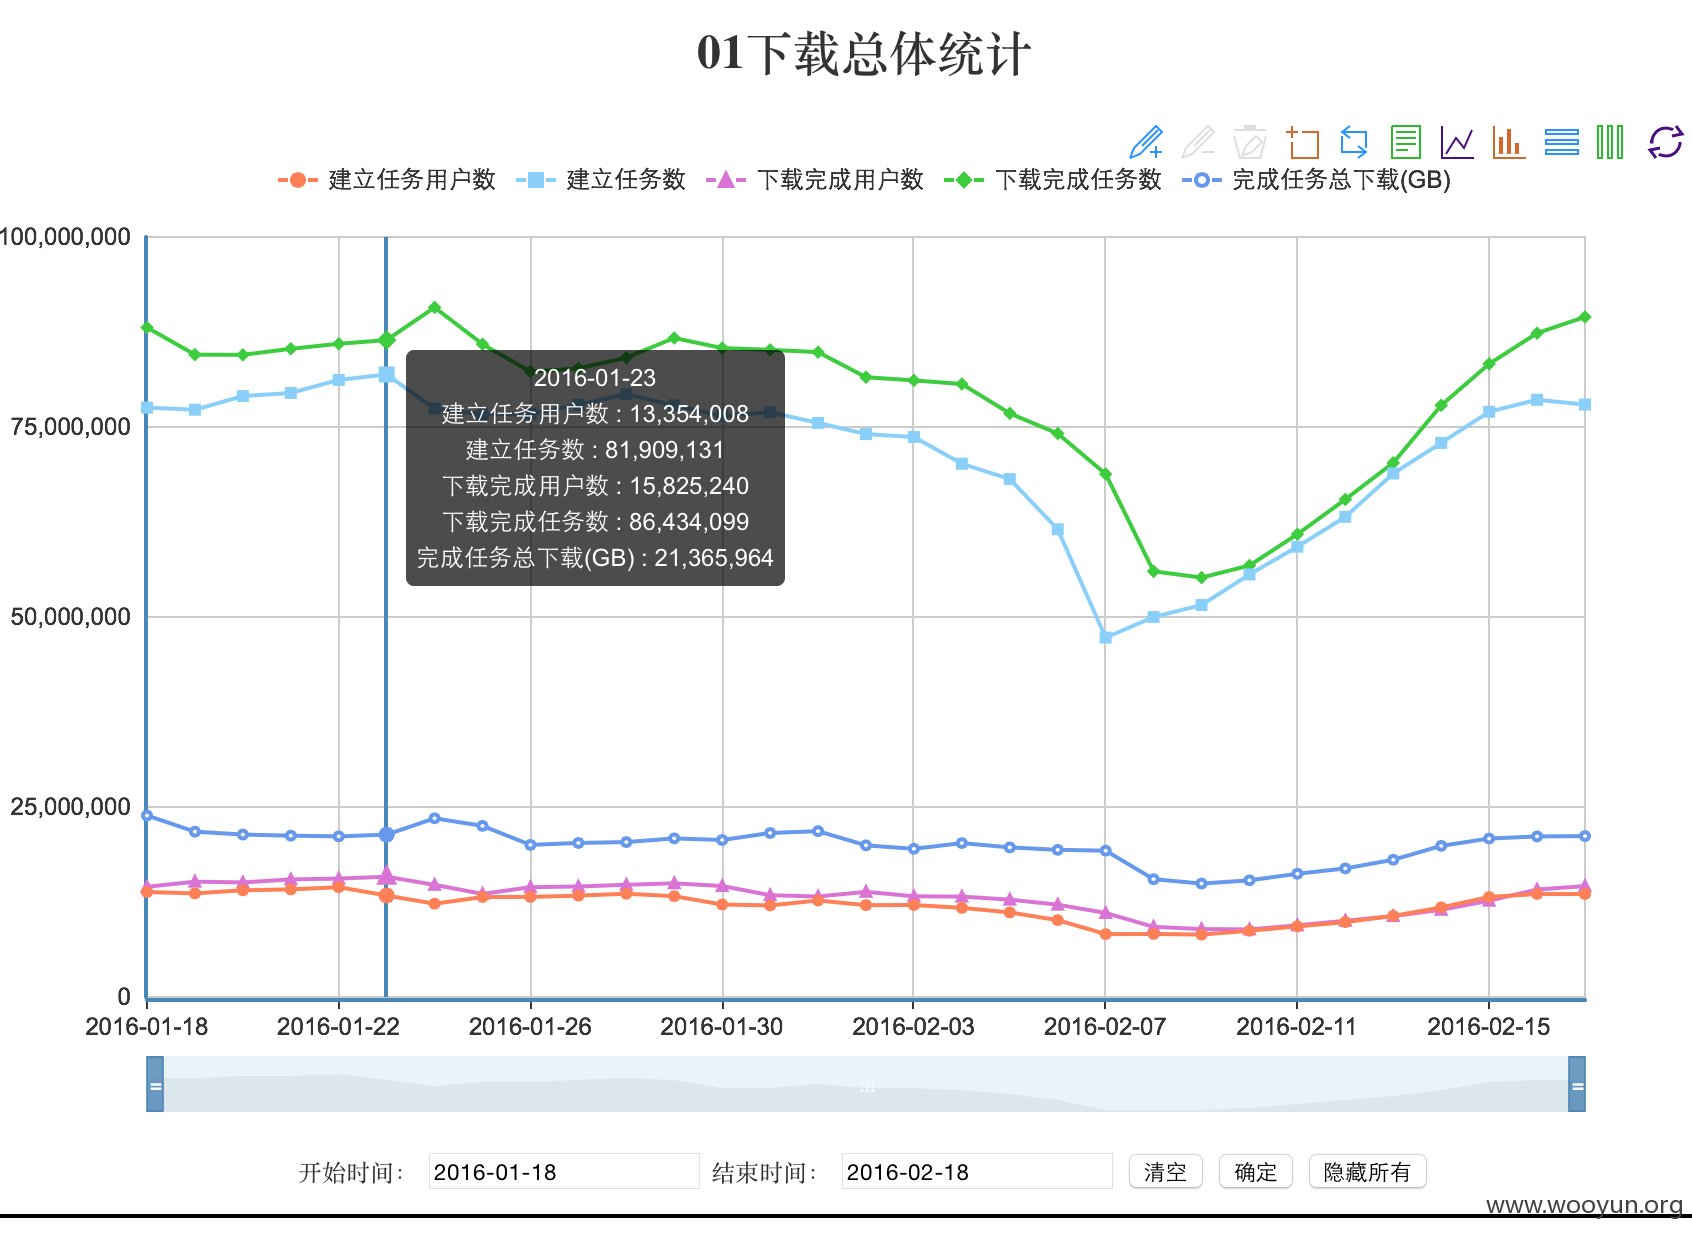 01下载总体统计
建立任务用户数 建立任务数 下载完成用户数 下载完成任务数 完成任务总下载(GB)
100,000,000
75,000,000
50,000,000
25,000,000
0
2016-01-23
建立任务用户数 : 13,354,008
建立任务数 : 81,909,131
下载完成用户数 : 15,825,240
下载完成任务数 : 86,434,099
完成任务总下载(GB) : 21,365,964
2016-01-18 2016-01-22 2016-01-26 2016-01-30 2016-02-03 2016-02-07 2016-02-11 2016-02-15
开始时间: 2016-01-18 结束时间: 2016-02-18 清空 确定 隐藏所有
www.wooyun.org